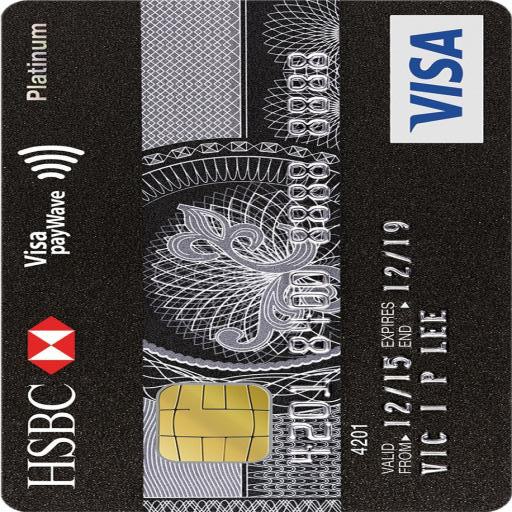 HSBC
Visa
payWave
Platinum
4201 8888 8888
4201
VALID
FROM▶ 12/15 EXPIRES
END ▶ 12/19
VIC I P LEE
VISA